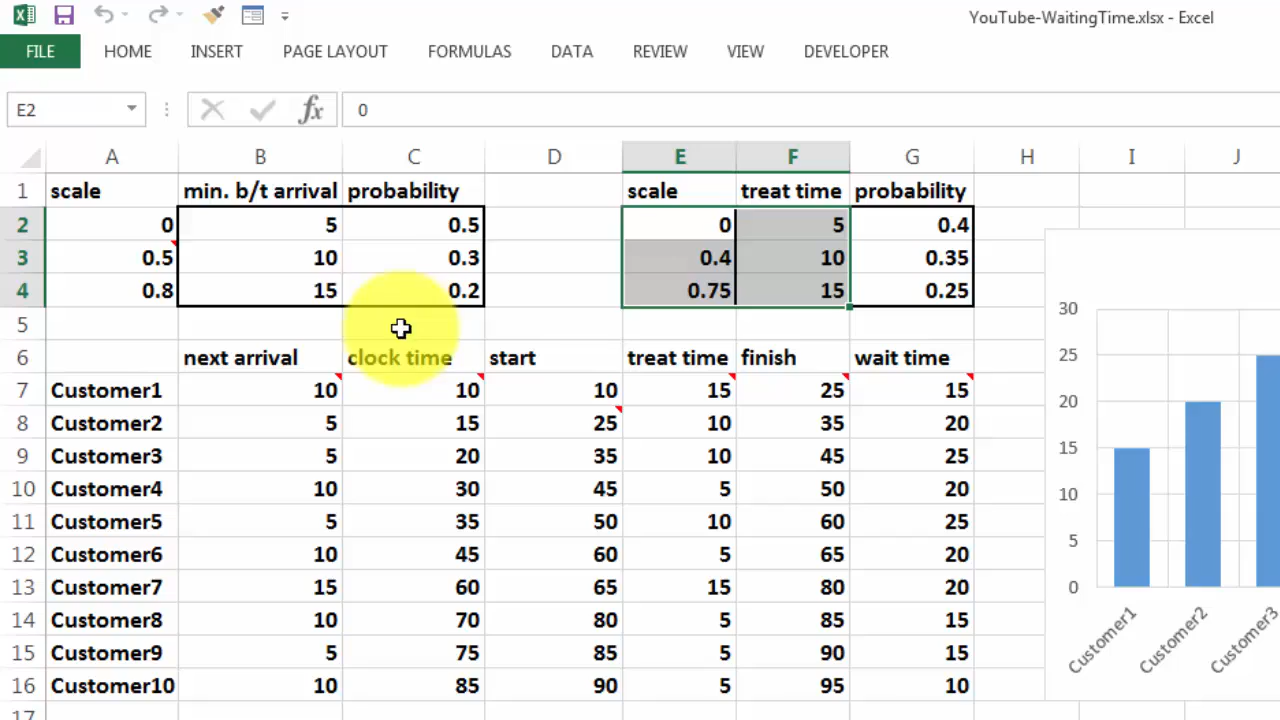 YouTube-WaitingTime.xlsx - Excel
FILE HOME INSERT PAGE LAYOUT FORMULAS DATA REVIEW VIEW DEVELOPER
E2 fx 0
A B C D E F G H I J
1 scale min. b/t arrival probability scale treat time probability
2 0 5 0.5 0 5 0.4
3 0.5 10 0.3 0.4 10 0.35
4 0.8 15 0.2 0.75 15 0.25
5
6 next arrival clock time start treat time finish wait time
7 Customer1 10 10 10 15 25 15
8 Customer2 5 15 25 10 35 20
9 Customer3 5 20 35 10 45 25
10 Customer4 10 30 45 5 50 20
11 Customer5 5 35 50 10 60 25
12 Customer6 10 45 60 5 65 20
13 Customer7 15 60 65 15 80 20
14 Customer8 10 70 80 5 85 15
15 Customer9 5 75 85 5 90 15
16 Customer10 10 85 90 5 95 10
17
30
25
20
15
10
5
0
Customer1
Customer2
Customer3